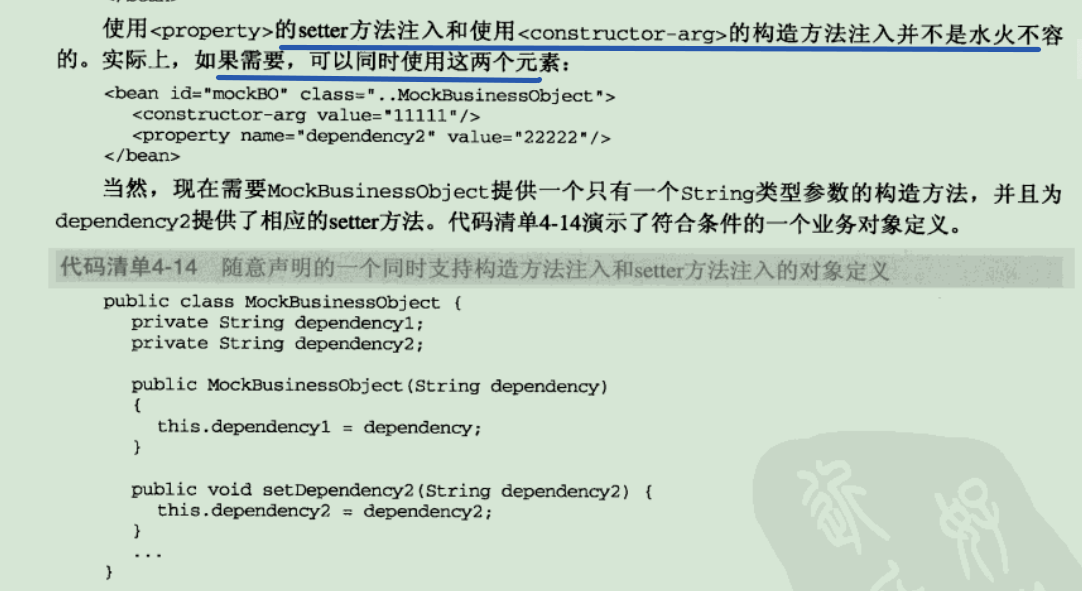 使用<property>的setter方法注入和使用<constructor-arg>的构造方法注入并不是水火不容
的。实际上，如果需要，可以同时使用这两个元素：
<bean id="mockBO" class="..MockBusinessObject">
<constructor-arg value="11111"/>
<property name="dependency2" value="22222"/>
</bean>
当然，现在需要MockBusinessObject提供一个只有一个String类型参数的构造方法，并且为
dependency2提供了相应的setter方法。代码清单4-14演示了符合条件的一个业务对象定义。
代码清单4-14 随意声明的一个同时支持构造方法注入和setter方法注入的对象定义
public class MockBusinessObject {
private String dependency1;
private String dependency2;
public MockBusinessObject(String dependency)
{
this.dependency1 = dependency;
}
public void setDependency2(String dependency2) {
this.dependency2 = dependency2;
}
...
}